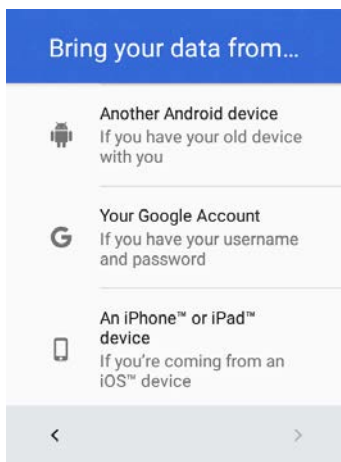 Bring your data from...
Another Android device
If you have your old device
with you
Your Google Account
If you have your username
and password
An iPhone™ or iPad™
device
If you're coming from an
iOS™ device